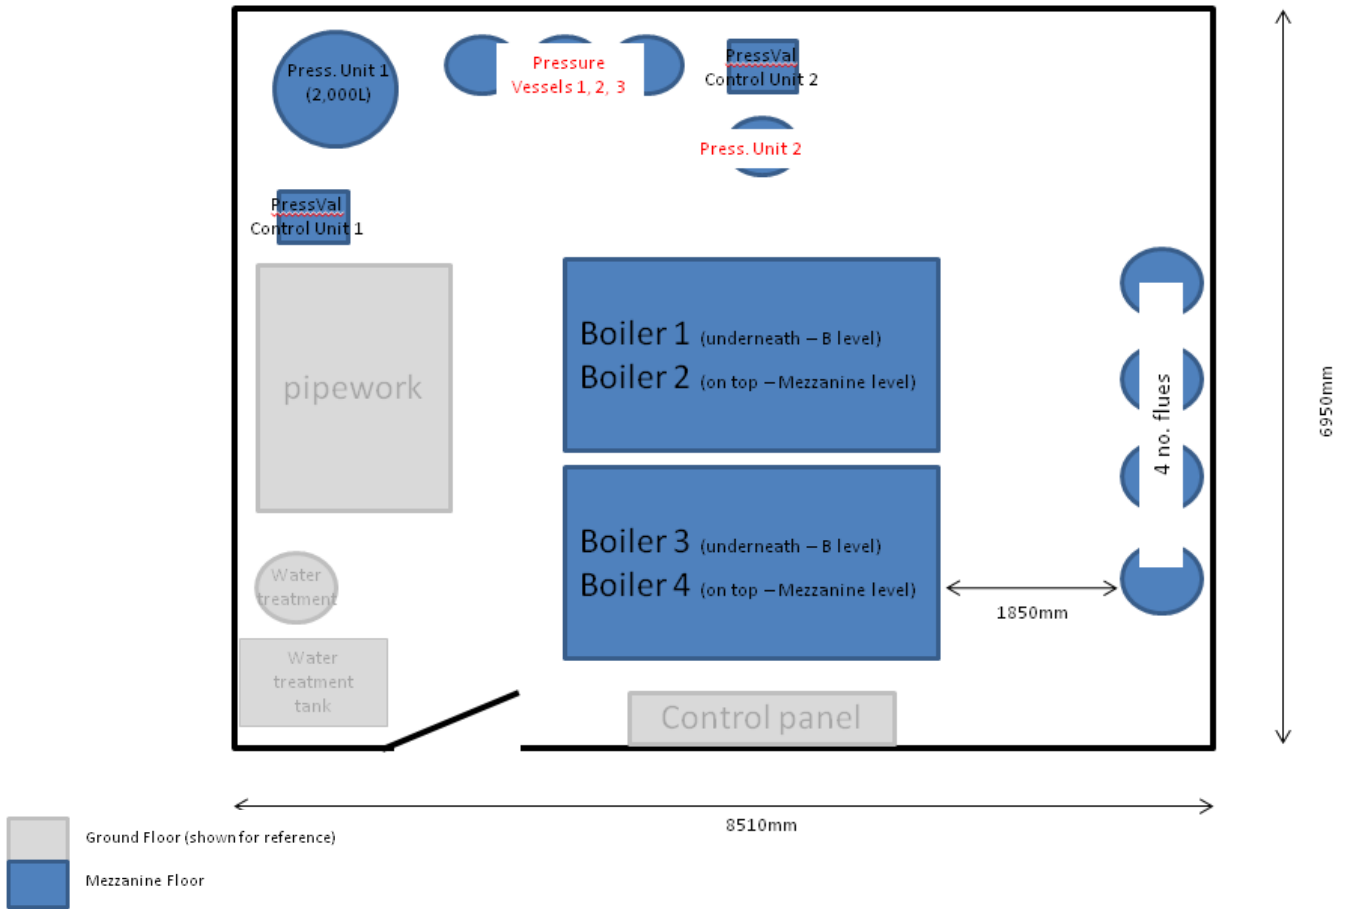 Press. Unit 1
(2,000L)
Pressure
Vessels 1, 2, 3
PressVal
Control Unit 2
Press. Unit 2
PressVal
Control Unit 1
pipework
Boiler 1 (underneath – B level)
Boiler 2 (on top – Mezzanine level)
4 no. flues
6950mm
Boiler 3 (underneath – B level)
Boiler 4 (on top – Mezzanine level)
1850mm
Water
treatment
Water
treatment
tank
Control panel
8510mm
Ground Floor (shown for reference)
Mezzanine Floor